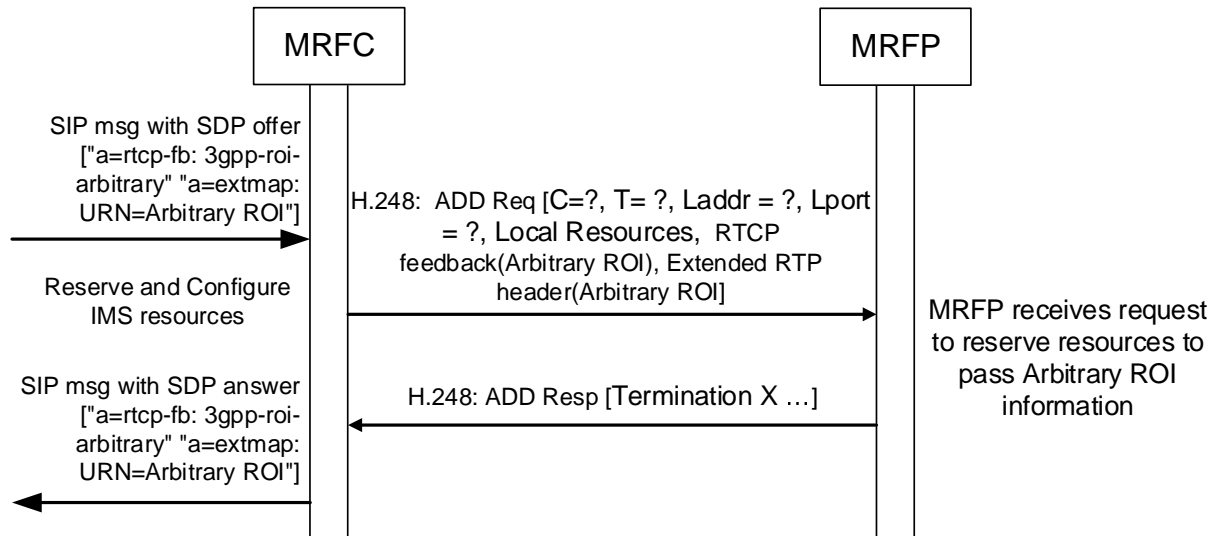 MRFC
MRFP
SIP msg with SDP offer
["a=rtcp-fb: 3gpp-roi-
arbitrary" "a=extmap:
URN=Arbitrary ROI"]
H.248:  ADD Req [C=?, T= ?, Laddr = ?, Lport
= ?, Local Resources,  RTCP
feedback(Arbitrary ROI), Extended RTP
header(Arbitrary ROI]
Reserve and Configure
IMS resources
MRFP receives request
to reserve resources to
pass Arbitrary ROI
information
SIP msg with SDP answer
["a=rtcp-fb: 3gpp-roi-
arbitrary" "a=extmap:
URN=Arbitrary ROI"]
H.248: ADD Resp [Termination X …]